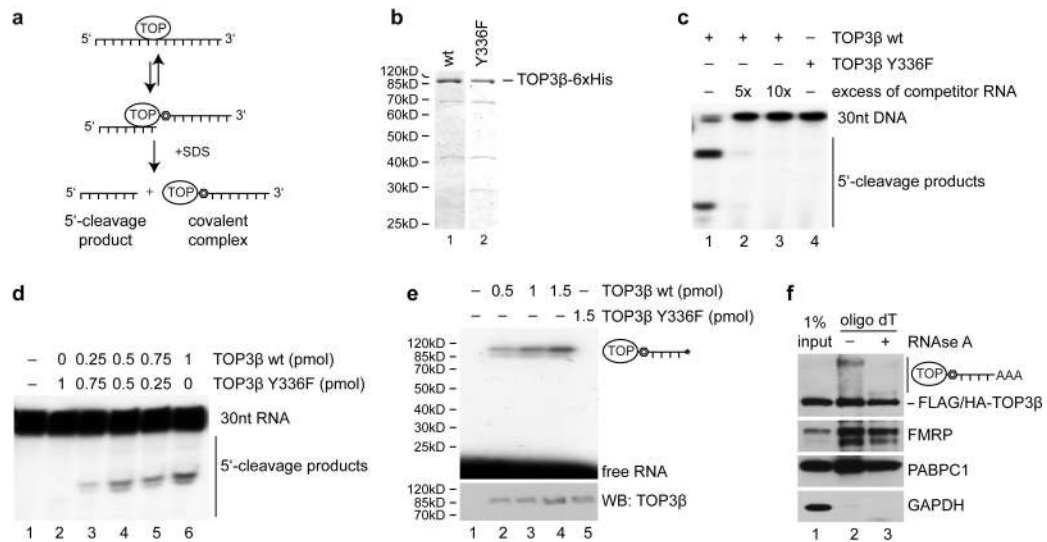 a
TOP
5' 3'
TOP 3'
5'
+SDS
5' + TOP 3'
5'-cleavage product
covalent complex
b
wt Y336F
120kD
85kD
70kD
50kD
40kD
30kD
25kD
TOP3β-6xHis
1 2
c
+ + + – TOP3β wt
– – – + TOP3β Y336F
– 5x 10x – excess of competitor RNA
30nt DNA
5'-cleavage products
1 2 3 4
d
– 0 0.25 0.5 0.75 1 TOP3β wt (pmol)
– 1 0.75 0.5 0.25 0 TOP3β Y336F (pmol)
30nt RNA
5'-cleavage products
1 2 3 4 5 6
e
– 0.5 1 1.5 – TOP3β wt (pmol)
– – – – 1.5 TOP3β Y336F (pmol)
120kD
85kD
70kD
50kD
40kD
30kD
25kD
20kD
TOP
free RNA
120kD
85kD
70kD
WB: TOP3β
1 2 3 4 5
f
1% input
oligo dT
– + RNAse A
TOP AAA
– FLAG/HA-TOP3β
FMRP
PABPC1
GAPDH
1 2 3